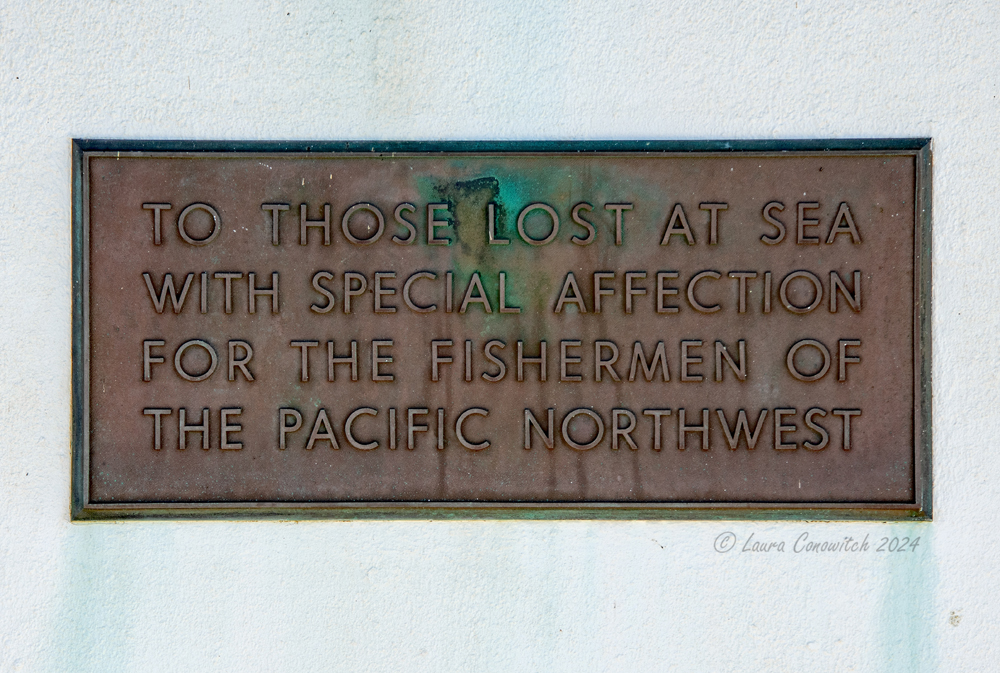 TO THOSE LOST AT SEA
WITH SPECIAL AFFECTION
FOR THE FISHERMEN OF
THE PACIFIC NORTHWEST
© Laura Conowitch 2024